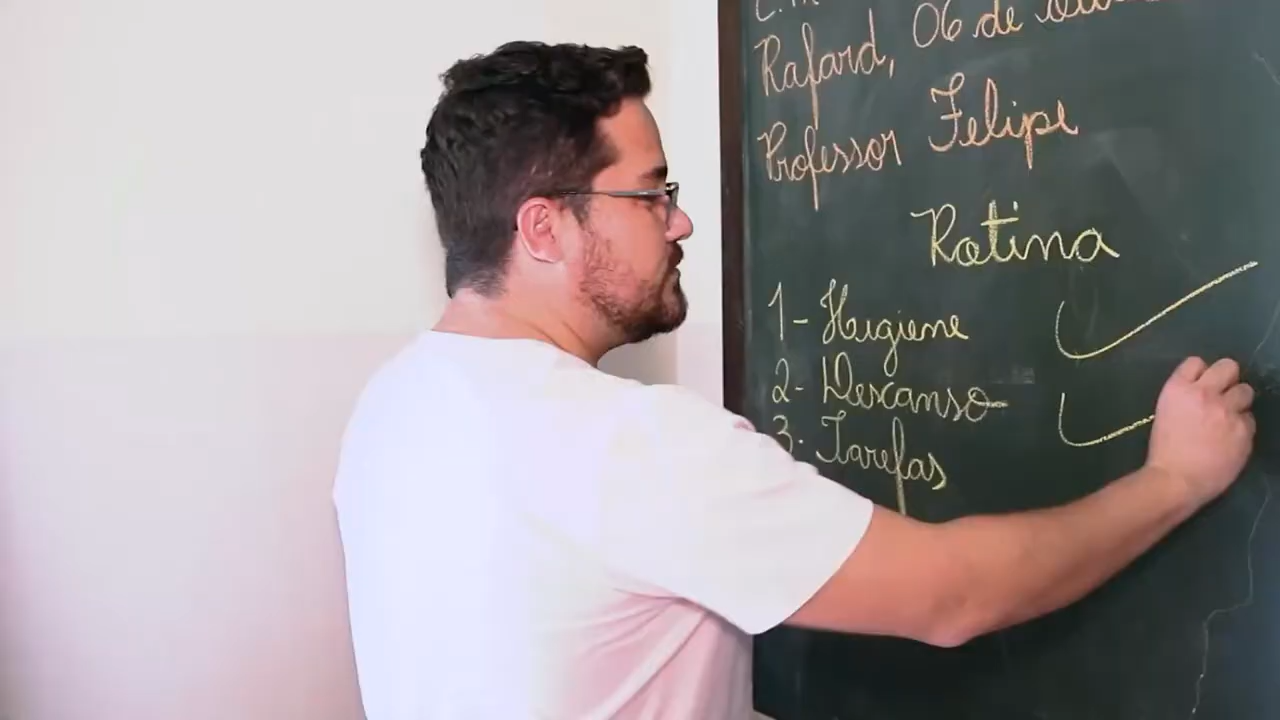 Rafard, 06 de
Professor Felipe
Rotina
1- Higiene
2- Descanso
3- Tarefas